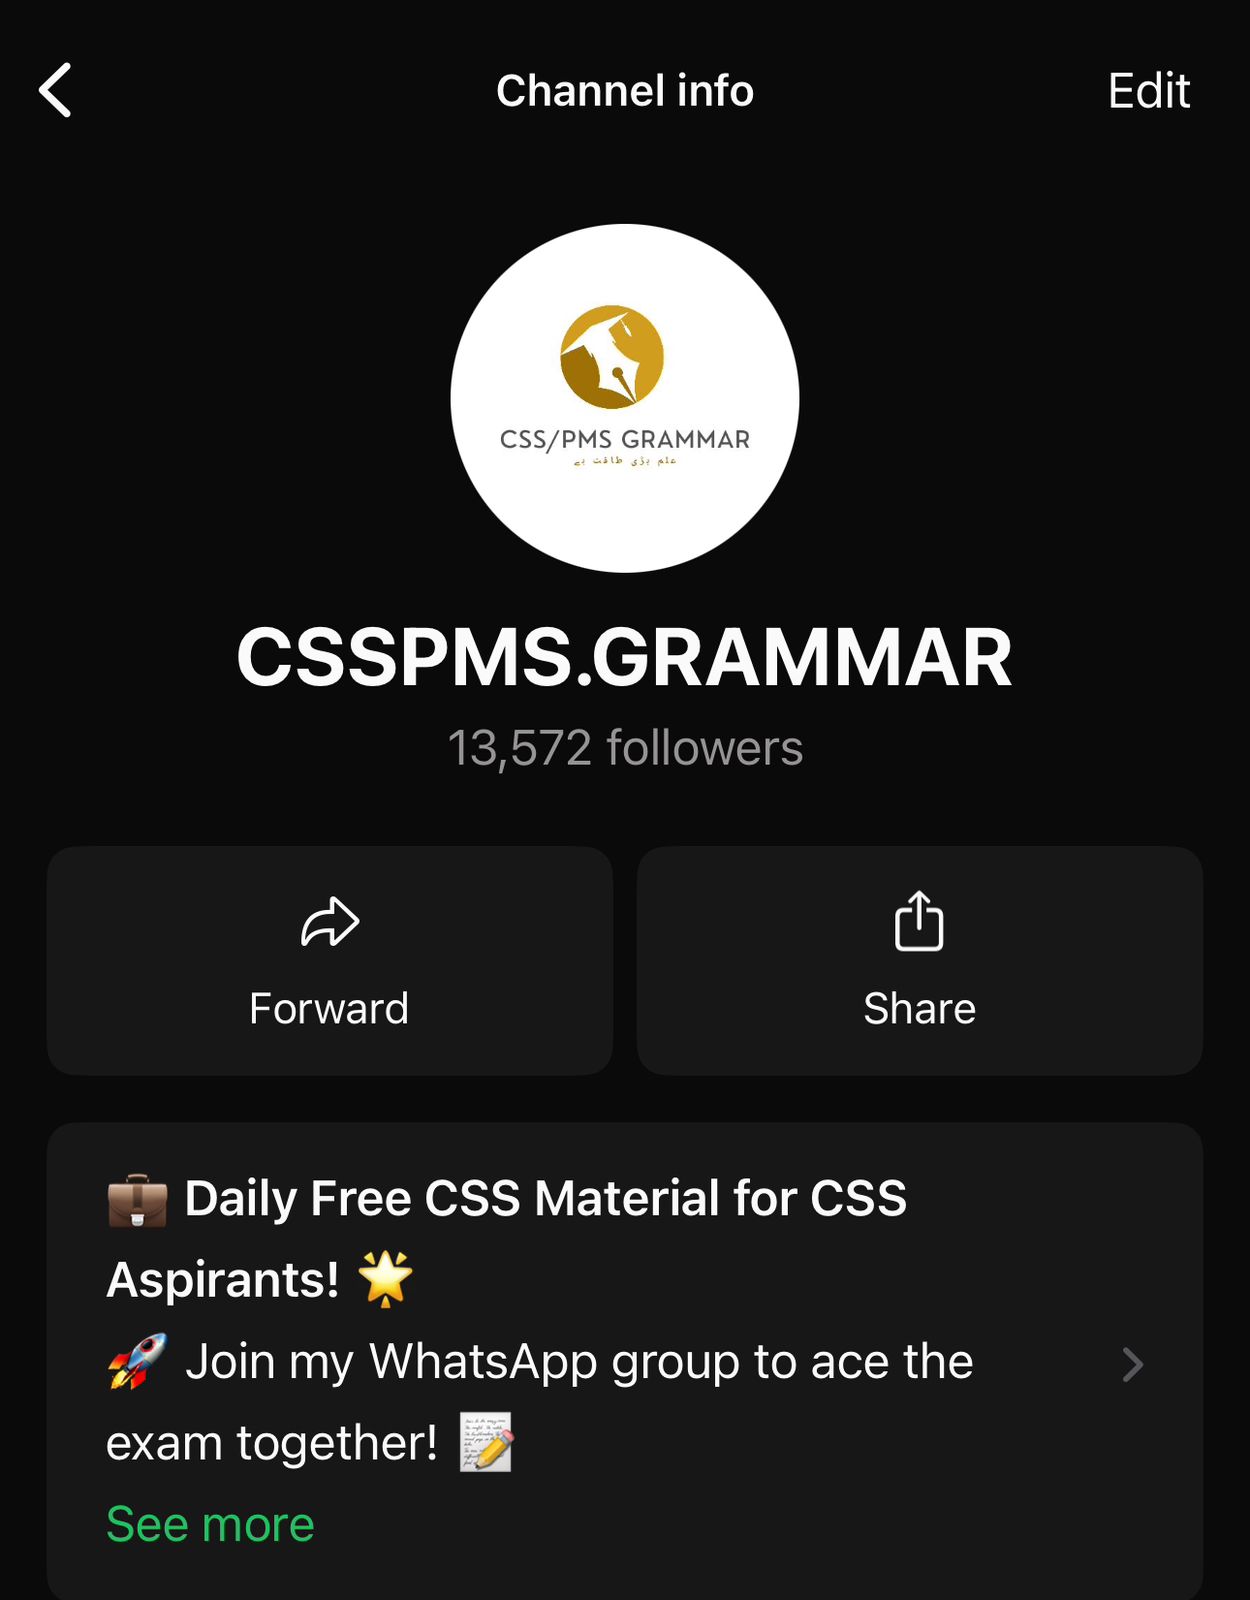 Channel info
Edit
CSS/PMS GRAMMAR
علم بڑی طاقت ہے
CSSPMS.GRAMMAR
13,572 followers
Forward
Share
💼 Daily Free CSS Material for CSS
Aspirants! 🌟
🚀 Join my WhatsApp group to ace the
exam together! 📝
See more